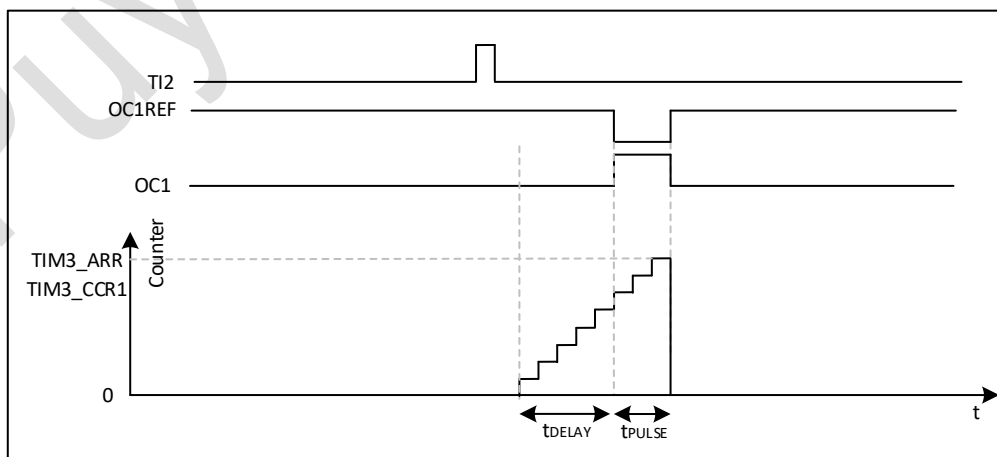 TI2
OC1REF
OC1
Counter
TIM3_ARR
TIM3_CCR1
0
t
tDELAY
tPULSE